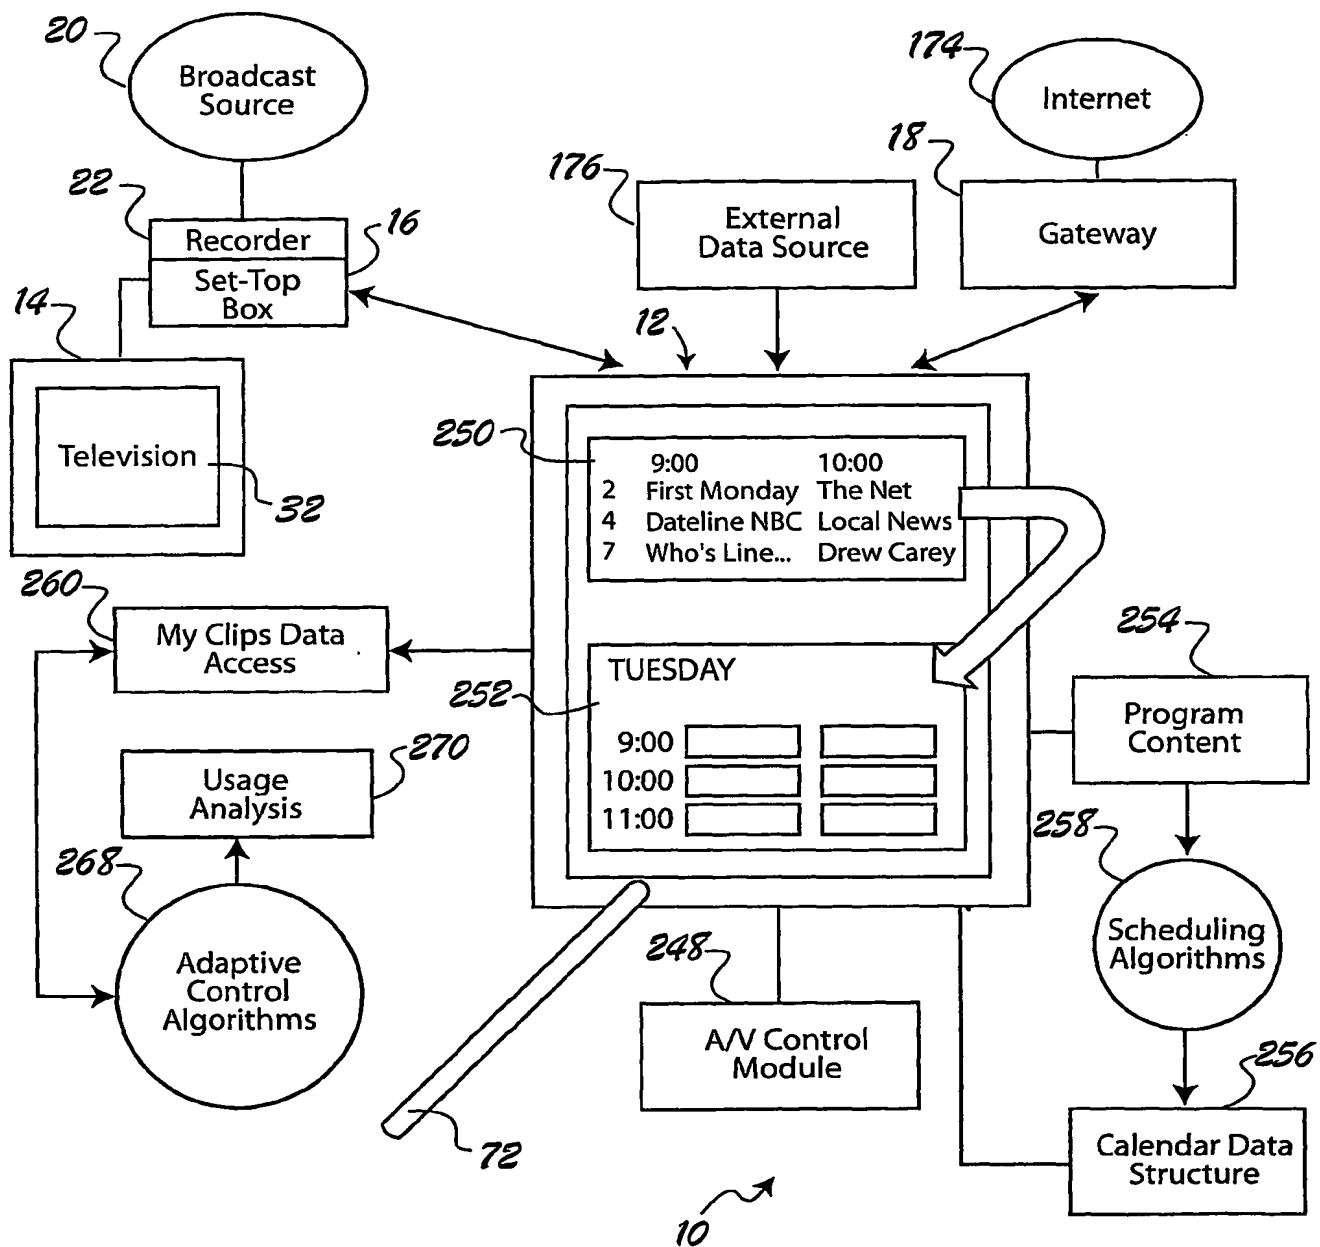 20
Broadcast
Source
174
Internet
22
Recorder
16
Set-Top
Box
176
External
Data Source
18
Gateway
14
Television
32
12
250
9:00 10:00
2 First Monday The Net
4 Dateline NBC Local News
7 Who's Line... Drew Carey
260
My Clips Data
Access
252
TUESDAY
9:00
10:00
11:00
254
Program
Content
270
Usage
Analysis
258
Scheduling
Algorithms
268
Adaptive
Control
Algorithms
248
A/V Control
Module
72
256
Calendar Data
Structure
10